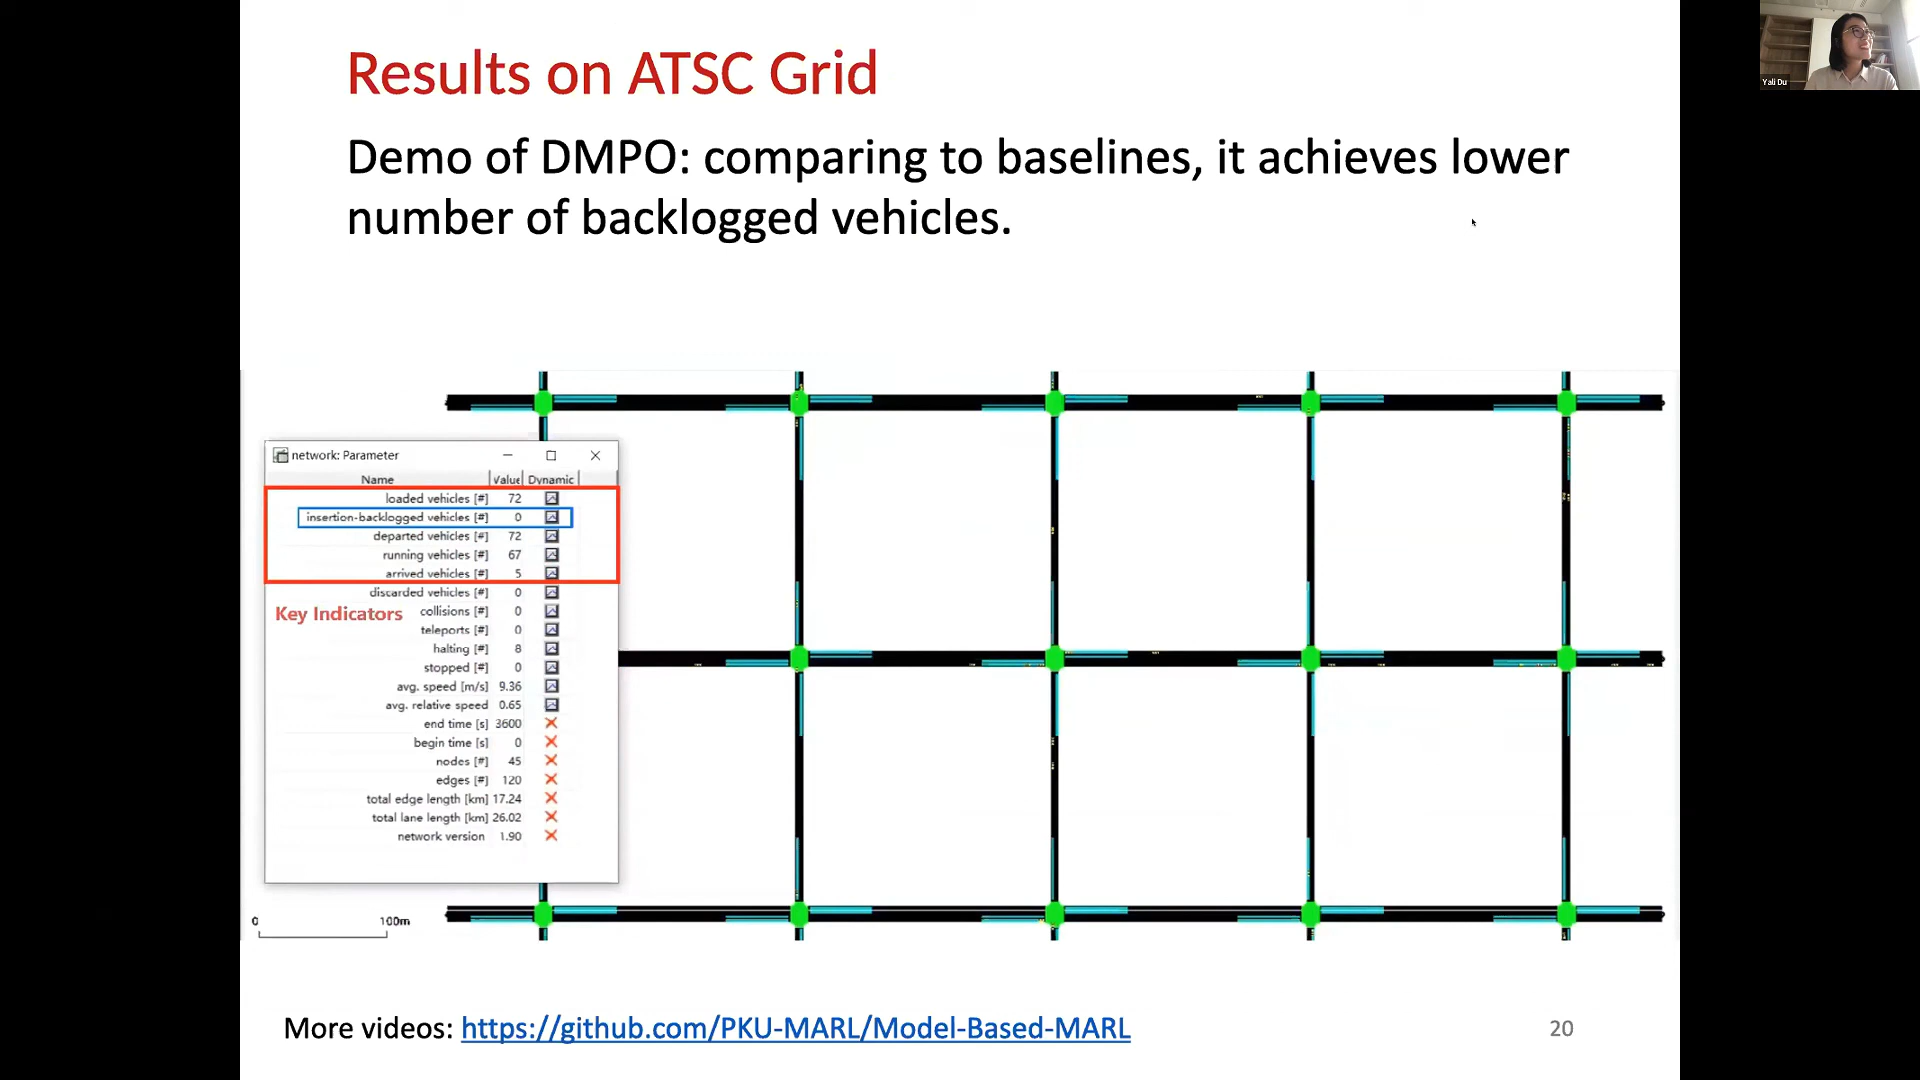 Results on ATSC Grid
Demo of DMPO: comparing to baselines, it achieves lower
number of backlogged vehicles.
Yali Du
network: Parameter
Name Value Dynamic
loaded vehicles [#] 72
insertion-backlogged vehicles [#] 0
departed vehicles [#] 72
running vehicles [#] 67
arrived vehicles [#] 5
discarded vehicles [#] 0
Key Indicators
collisions [#] 0
teleports [#] 0
halting [#] 8
stopped [#] 0
avg. speed [m/s] 9.36
avg. relative speed 0.65
end time [s] 3600
begin time [s] 0
nodes [#] 45
edges [#] 120
total edge length [km] 17.24
total lane length [km] 26.02
network version 1.90
0 100m
More videos: https://github.com/PKU-MARL/Model-Based-MARL
20